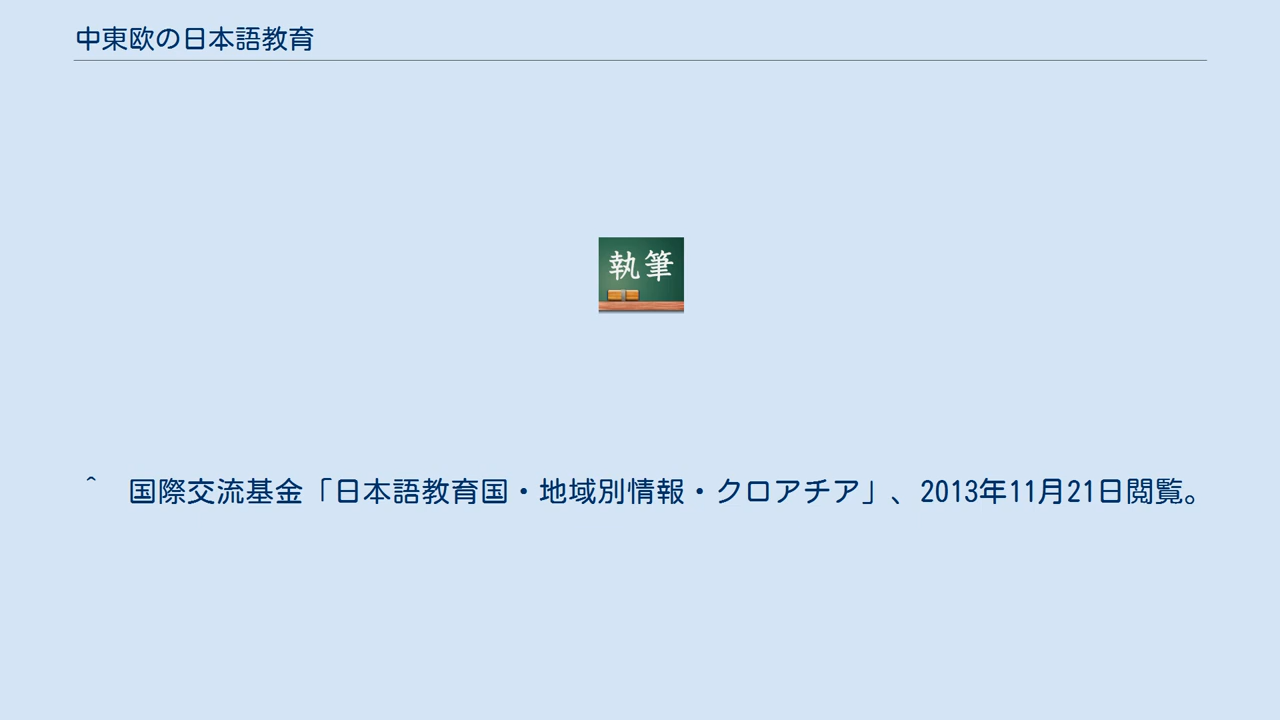 中東欧の日本語教育
執筆
^　国際交流基金「日本語教育国・地域別情報・クロアチア」、2013年11月21日閲覧。